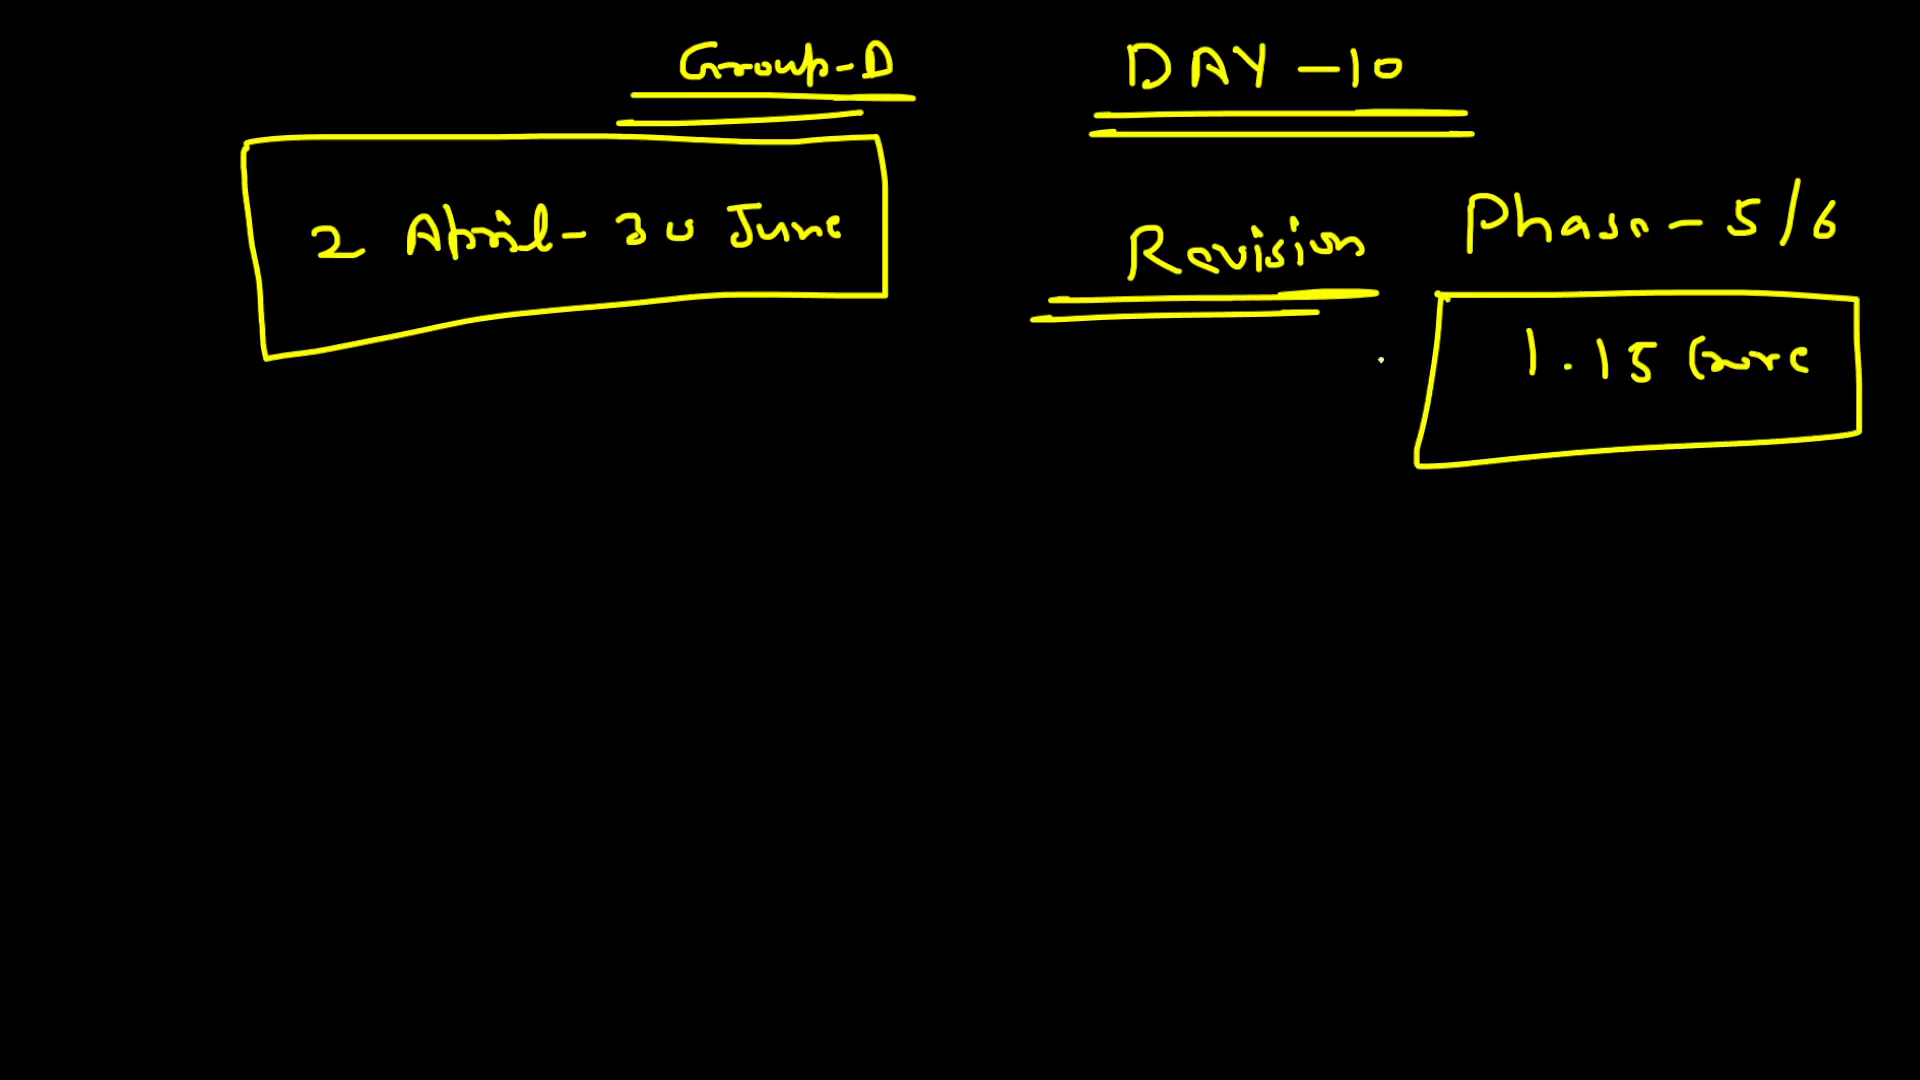 Group-D
DAY-10
2 April-30 June
Revision
Phase-5/6
1.15 Crore